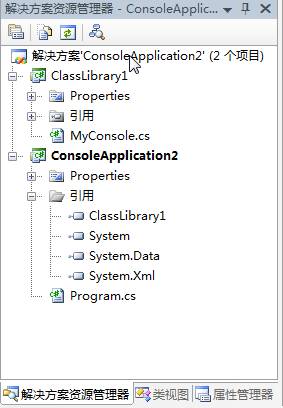 解决方案资源管理器 - ConsoleApplic...
解决方案'ConsoleApplication2' (2 个项目)
ClassLibrary1
Properties
引用
MyConsole.cs
ConsoleApplication2
Properties
引用
ClassLibrary1
System
System.Data
System.Xml
Program.cs
解决方案资源管理器 类视图 属性管理器